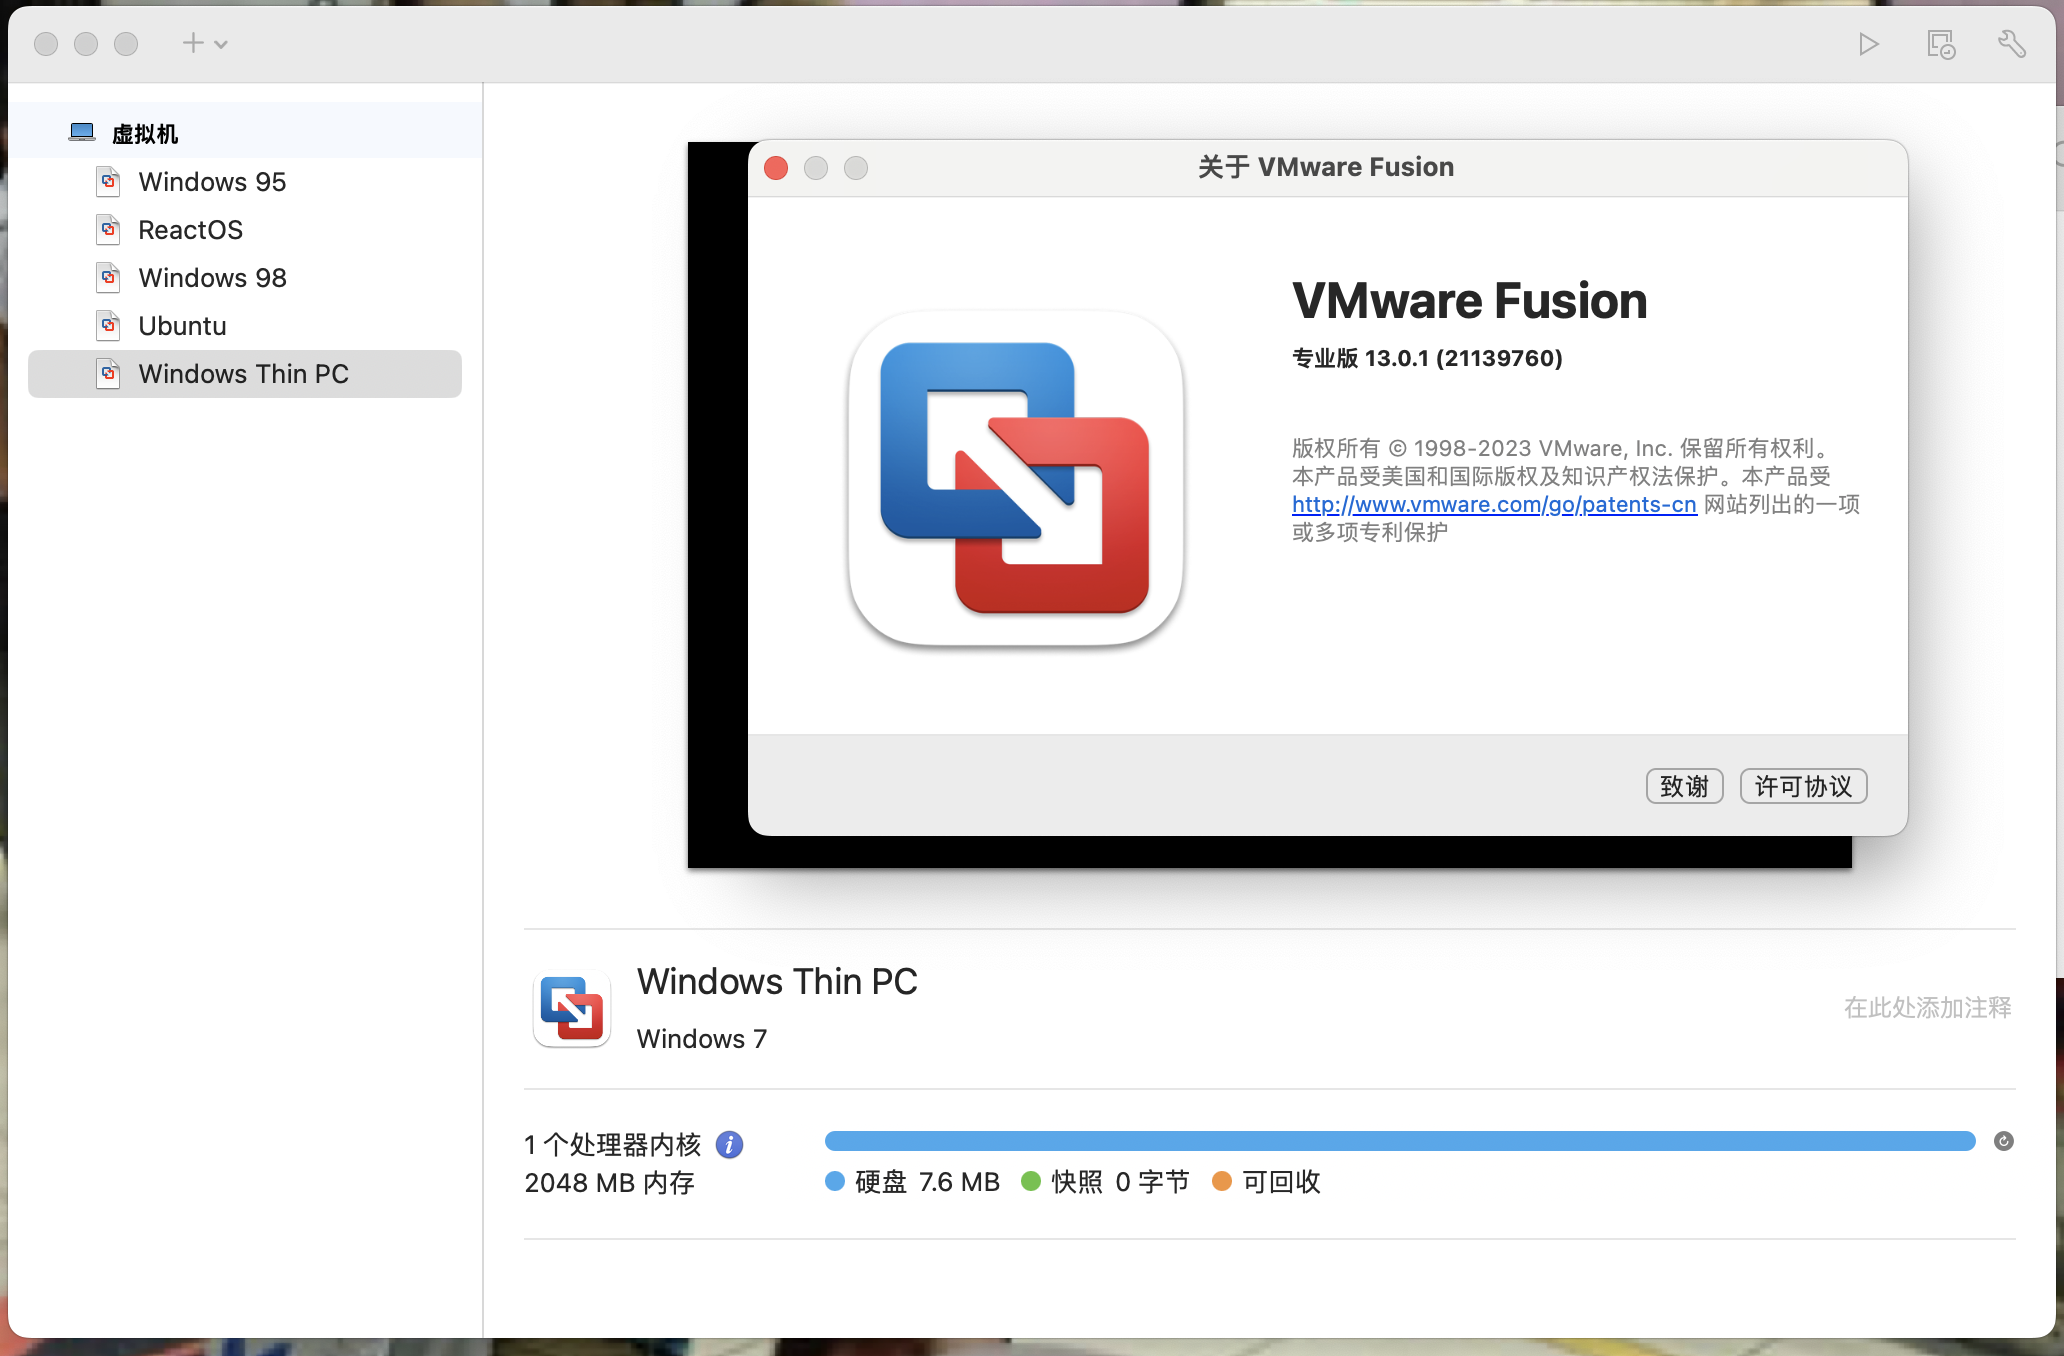 虚拟机
Windows 95
ReactOS
Windows 98
Ubuntu
Windows Thin PC
关于 VMware Fusion
VMware Fusion
专业版 13.0.1 (21139760)
版权所有 © 1998-2023 VMware, Inc. 保留所有权利。
本产品受美国和国际版权及知识产权法保护。本产品受
http://www.vmware.com/go/patents-cn 网站列出的一项
或多项专利保护
致谢 许可协议
Windows Thin PC
Windows 7
在此处添加注释
1 个处理器内核
2048 MB 内存
硬盘 7.6 MB 快照 0 字节 可回收